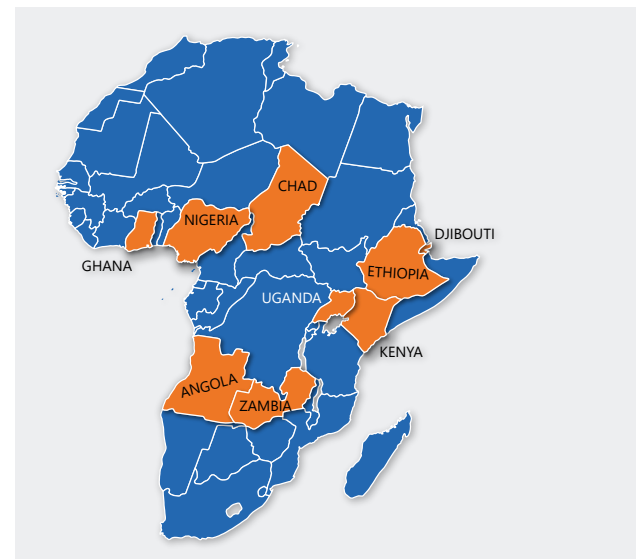 CHAD
NIGERIA
DJIBOUTI
GHANA
ETHIOPIA
UGANDA
KENYA
ANGOLA
ZAMBIA